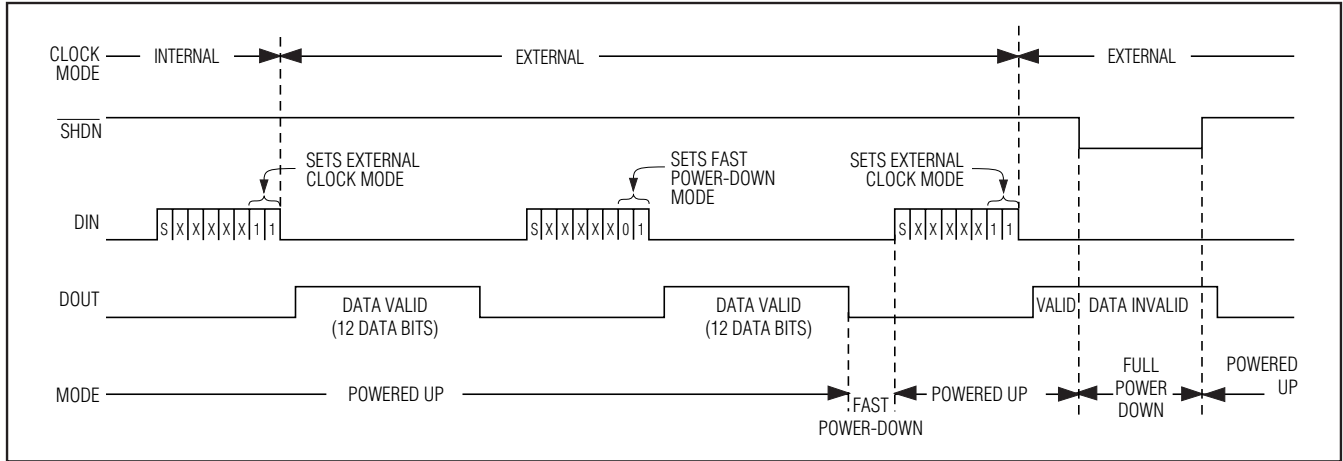 CLOCK
MODE
INTERNAL
EXTERNAL
EXTERNAL
SHDN
SETS EXTERNAL
CLOCK MODE
SETS FAST
POWER-DOWN
MODE
SETS EXTERNAL
CLOCK MODE
DIN
S X X X X X 1 1
S X X X X X 0 1
S X X X X X 1 1
DOUT
DATA VALID
(12 DATA BITS)
DATA VALID
(12 DATA BITS)
VALID
DATA INVALID
MODE
POWERED UP
FAST
POWER-DOWN
POWERED UP
FULL
POWER
DOWN
POWERED
UP